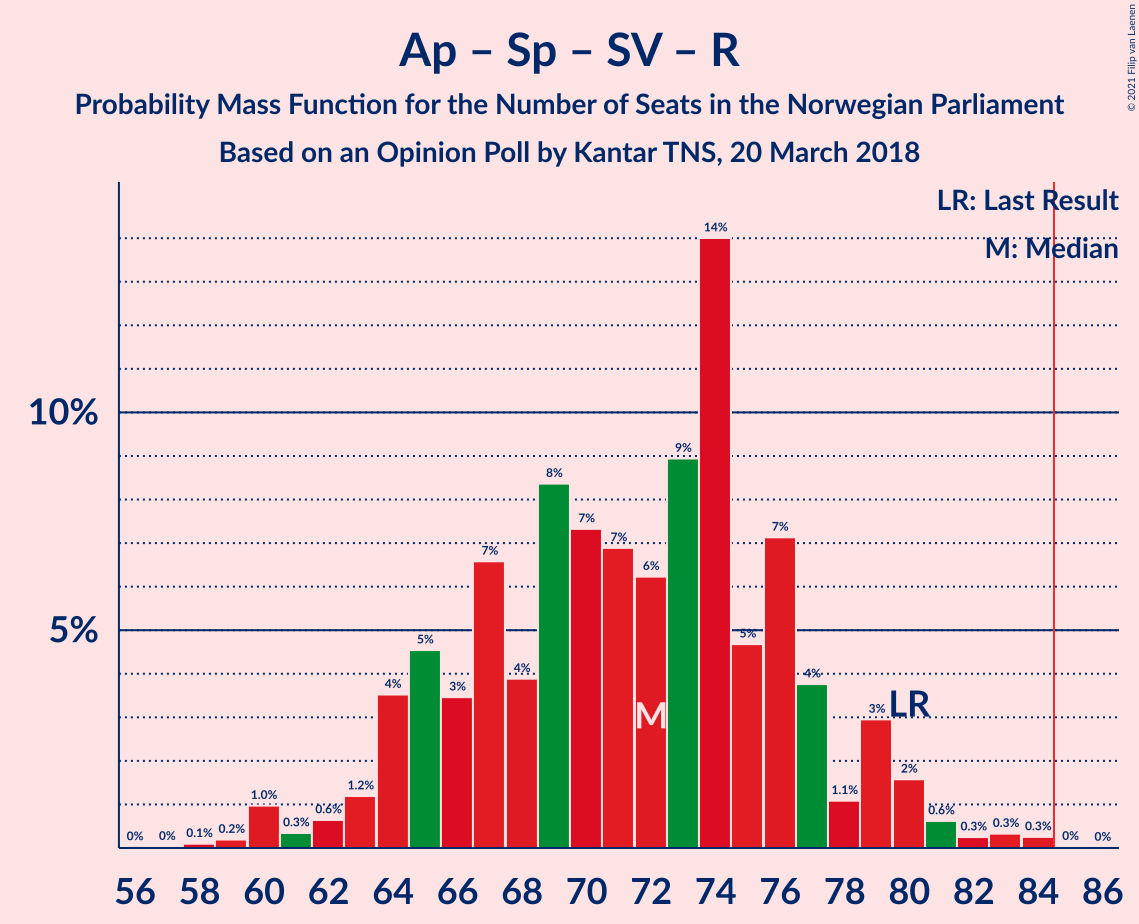 © 2021 Filip van Laenen
Ap – Sp – SV – R
Probability Mass Function for the Number of Seats in the Norwegian Parliament
Based on an Opinion Poll by Kantar TNS, 20 March 2018
LR: Last Result
M: Median
10%
5%
0% 0% 0.1% 0.2% 1.0% 0.3% 0.6% 1.2% 4% 5% 3% 7% 4% 8% 7% 7% 6% 9% 14% 5% 7% 4% 1.1% 3% 2% 0.6% 0.3% 0.3% 0.3% 0% 0%
M
LR
56 58 60 62 64 66 68 70 72 74 76 78 80 82 84 86